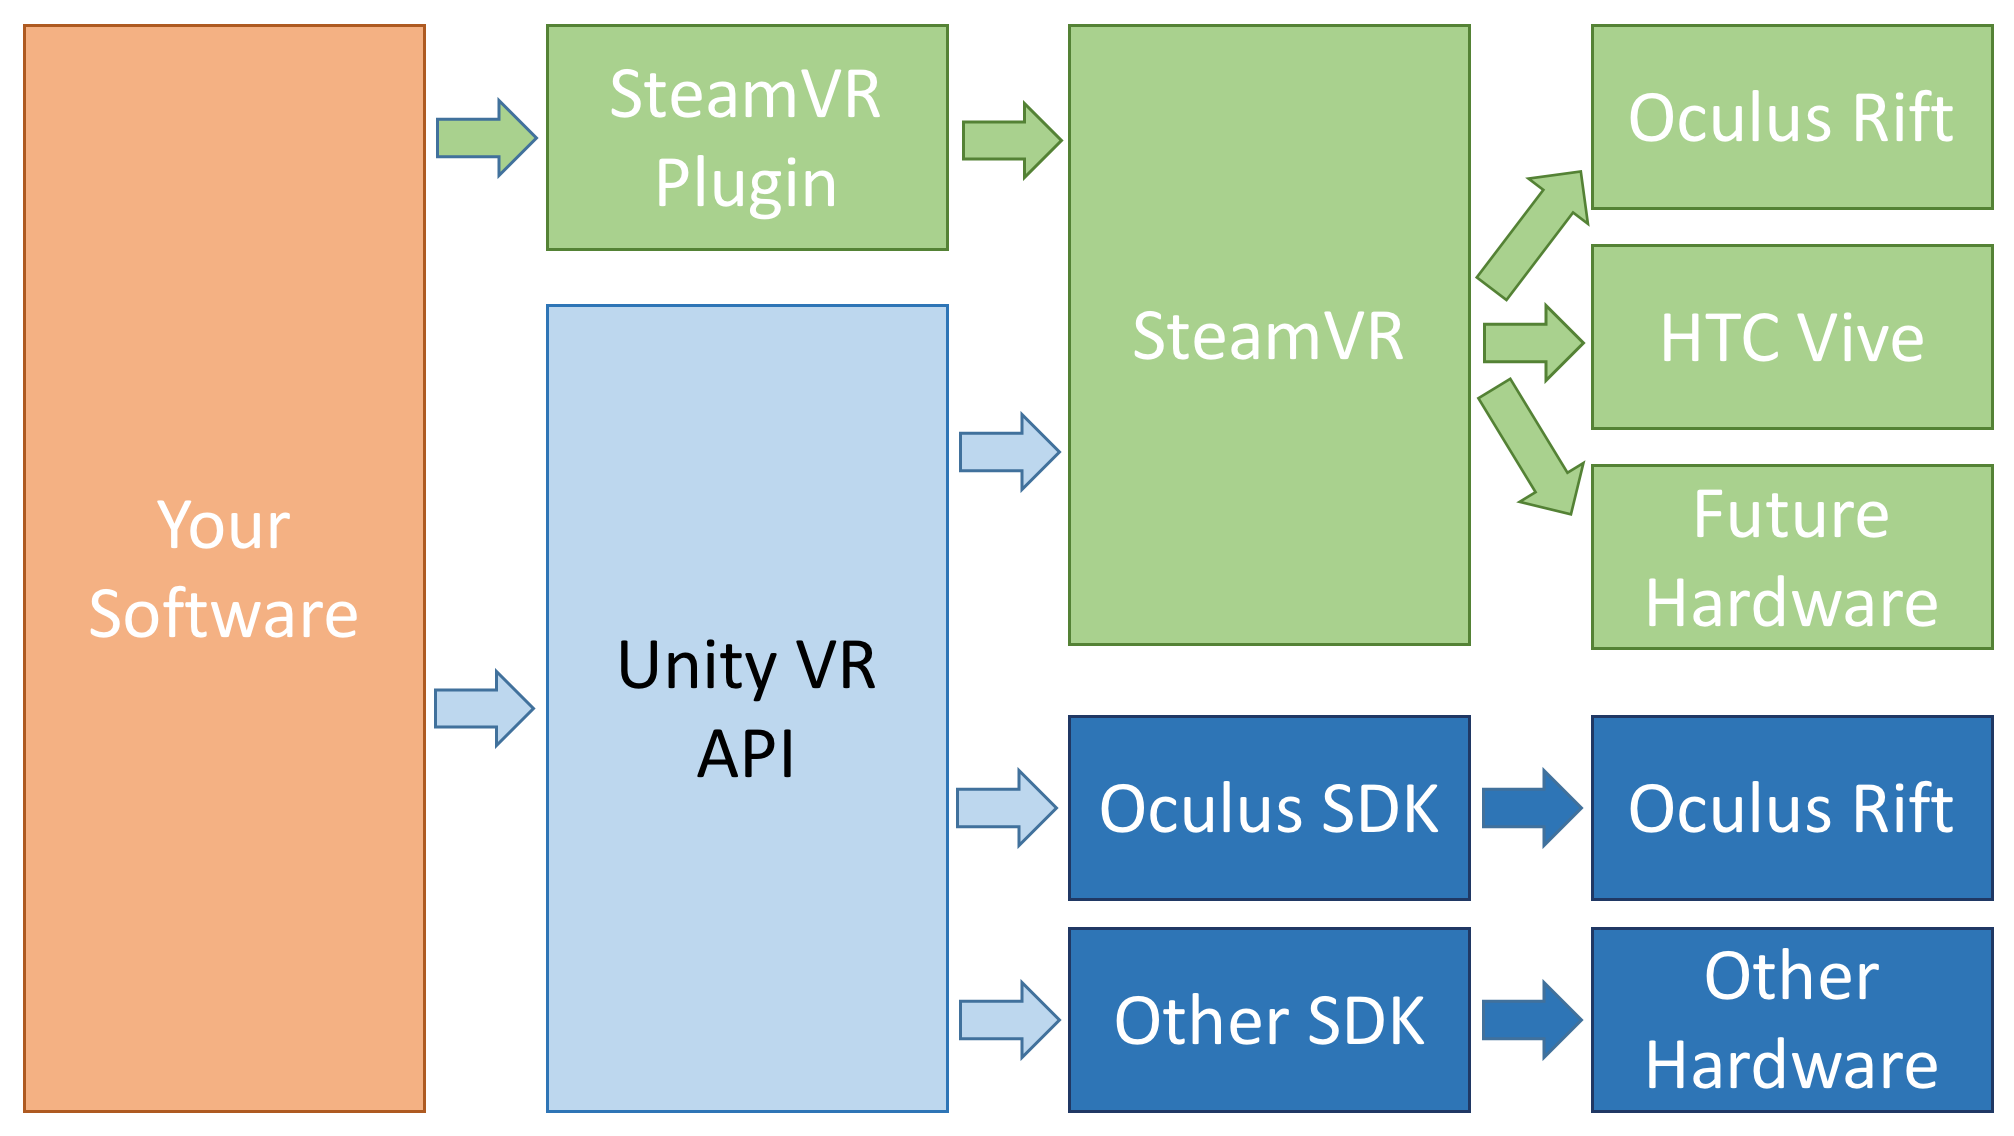 Your
Software
SteamVR
Plugin
Unity VR
API
SteamVR
Oculus SDK
Other SDK
Oculus Rift
HTC Vive
Future
Hardware
Oculus Rift
Other
Hardware